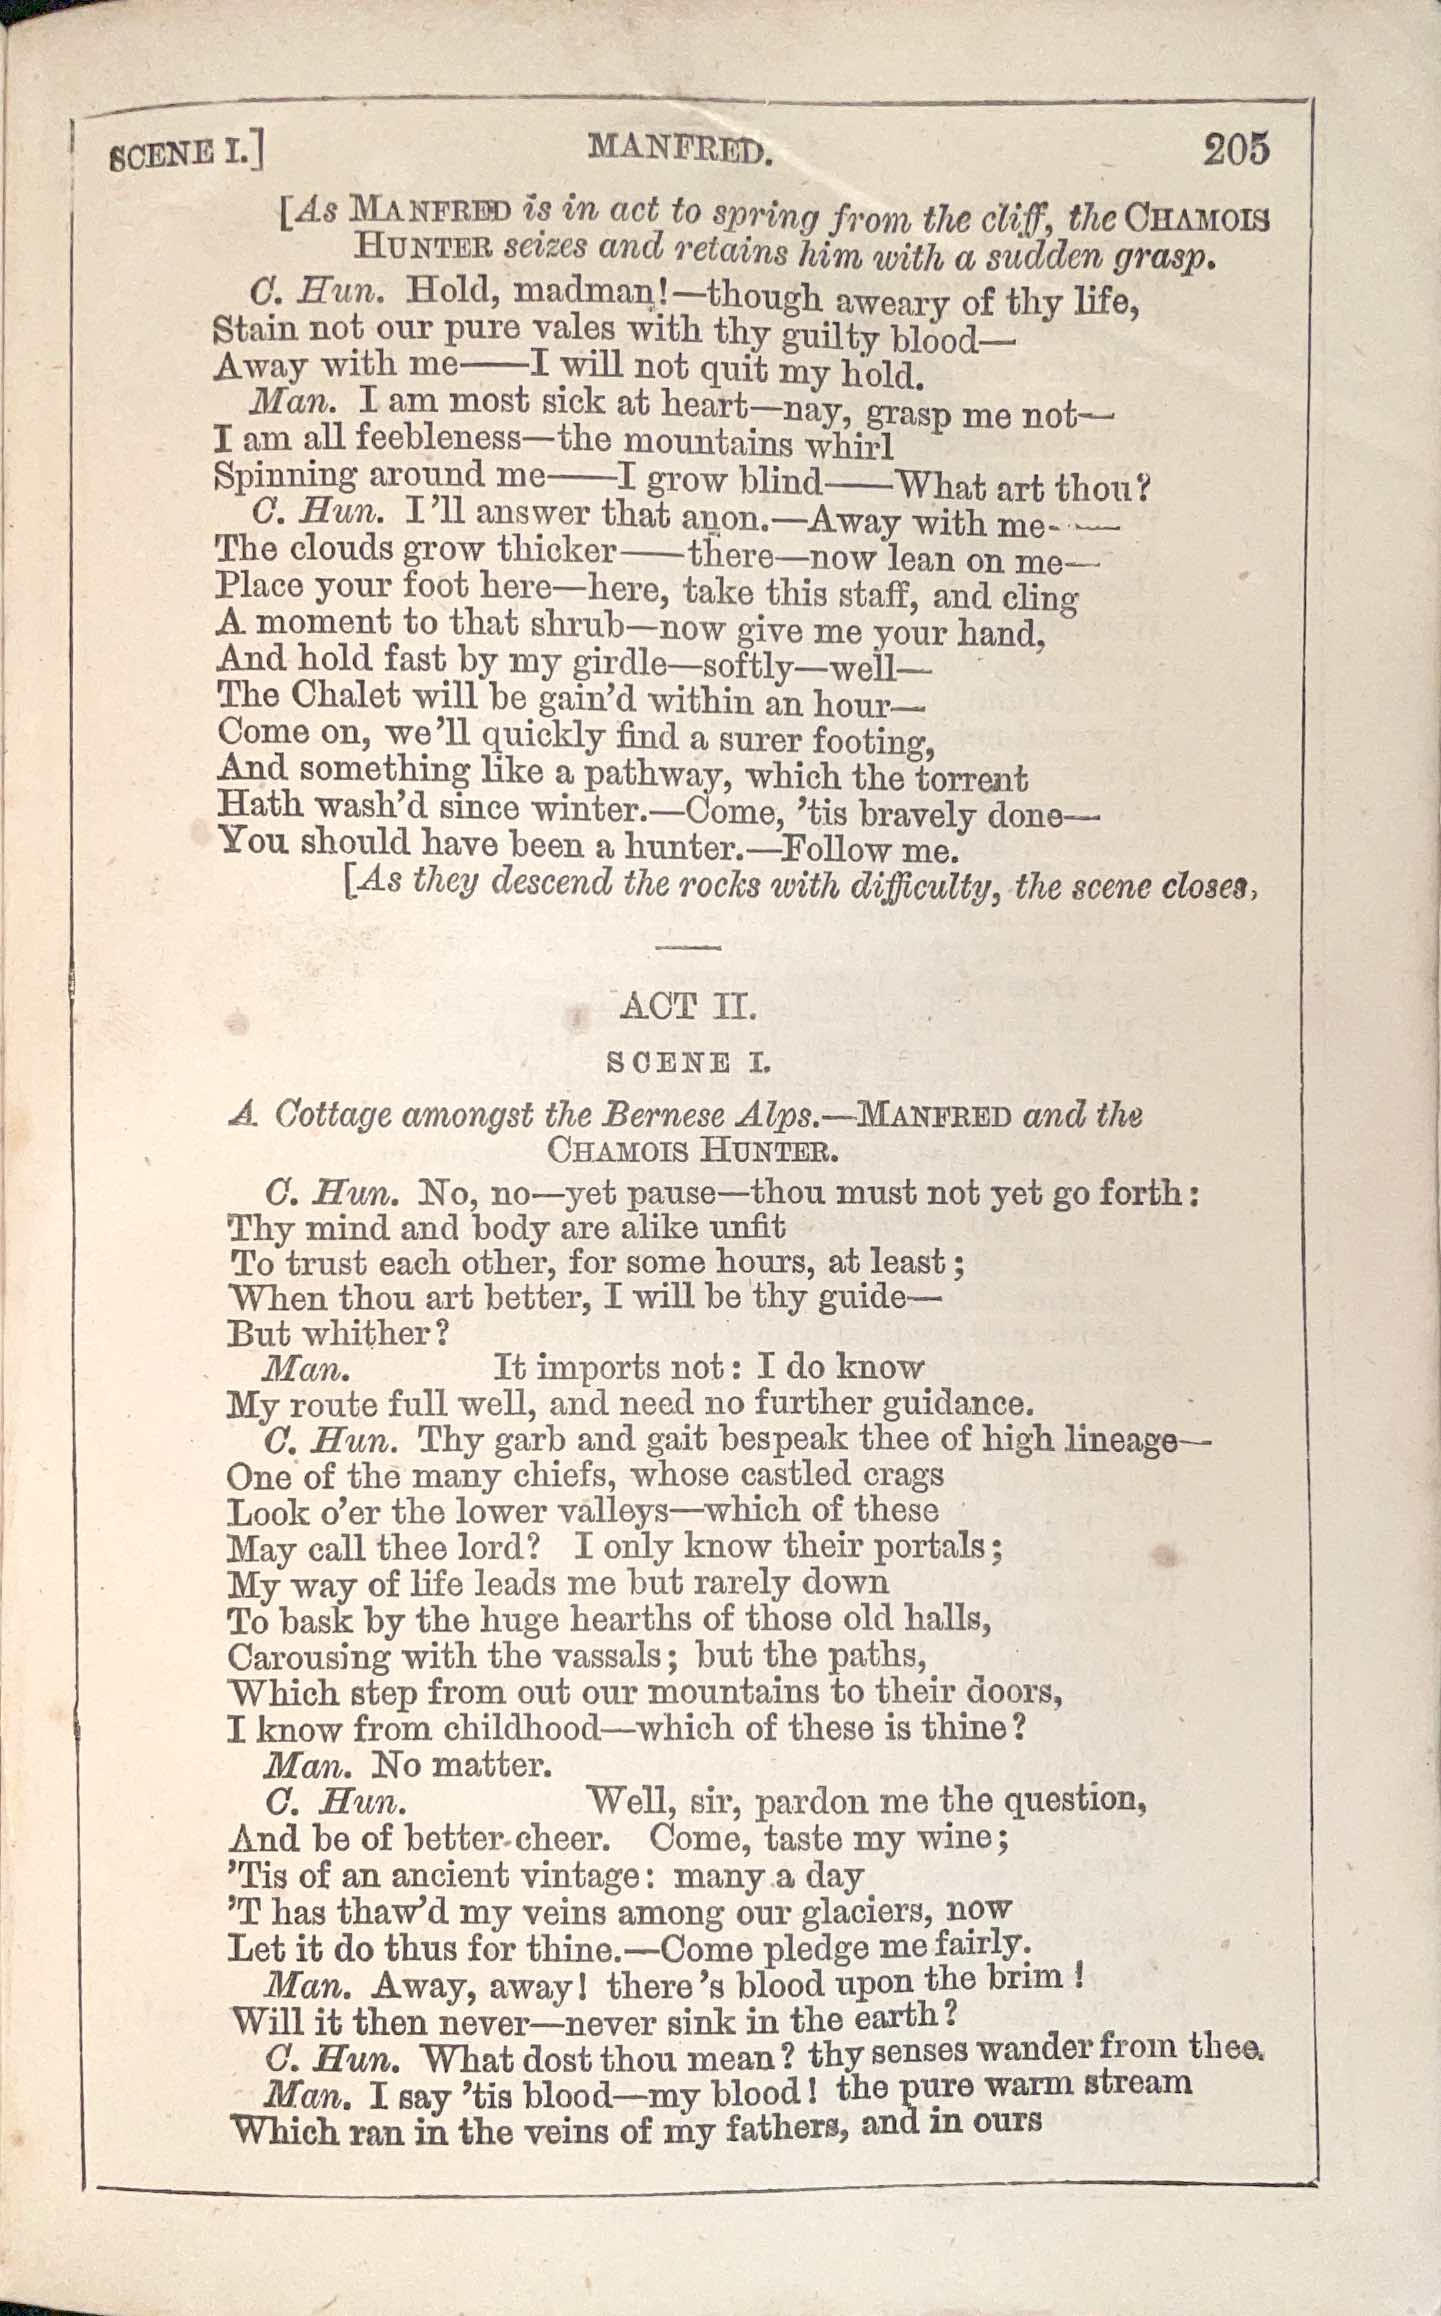 SCENE I.] MANFRED. 205
[As MANFRED is in act to spring from the cliff, the CHAMOIS
HUNTER seizes and retains him with a sudden grasp.
C. Hun. Hold, madman!—though aweary of thy life,
Stain not our pure vales with thy guilty blood—
Away with me——I will not quit my hold.
Man. I am most sick at heart—nay, grasp me not—
I am all feebleness—the mountains whirl
Spinning around me——I grow blind——What art thou?
C. Hun. I'll answer that anon.—Away with me——
The clouds grow thicker——there—now lean on me—
Place your foot here—here, take this staff, and cling
A moment to that shrub—now give me your hand,
And hold fast by my girdle—softly—well—
The Chalet will be gain'd within an hour—
Come on, we'll quickly find a surer footing,
And something like a pathway, which the torrent
Hath wash'd since winter.—Come, 'tis bravely done—
You should have been a hunter.—Follow me.
[As they descend the rocks with difficulty, the scene closes,
ACT II.
SCENE I.
A Cottage amongst the Bernese Alps.—MANFRED and the
CHAMOIS HUNTER.
C. Hun. No, no—yet pause—thou must not yet go forth:
Thy mind and body are alike unfit
To trust each other, for some hours, at least;
When thou art better, I will be thy guide—
But whither?
Man. It imports not: I do know
My route full well, and need no further guidance.
C. Hun. Thy garb and gait bespeak thee of high lineage—
One of the many chiefs, whose castled crags
Look o'er the lower valleys—which of these
May call thee lord? I only know their portals;
My way of life leads me but rarely down
To bask by the huge hearths of those old halls,
Carousing with the vassals; but the paths,
Which step from out our mountains to their doors,
I know from childhood—which of these is thine?
Man. No matter.
C. Hun. Well, sir, pardon me the question,
And be of better cheer. Come, taste my wine;
'Tis of an ancient vintage: many a day
'T has thaw'd my veins among our glaciers, now
Let it do thus for thine.—Come pledge me fairly.
Man. Away, away! there's blood upon the brim!
Will it then never—never sink in the earth?
C. Hun. What dost thou mean? thy senses wander from thee.
Man. I say 'tis blood—my blood! the pure warm stream
Which ran in the veins of my fathers, and in ours